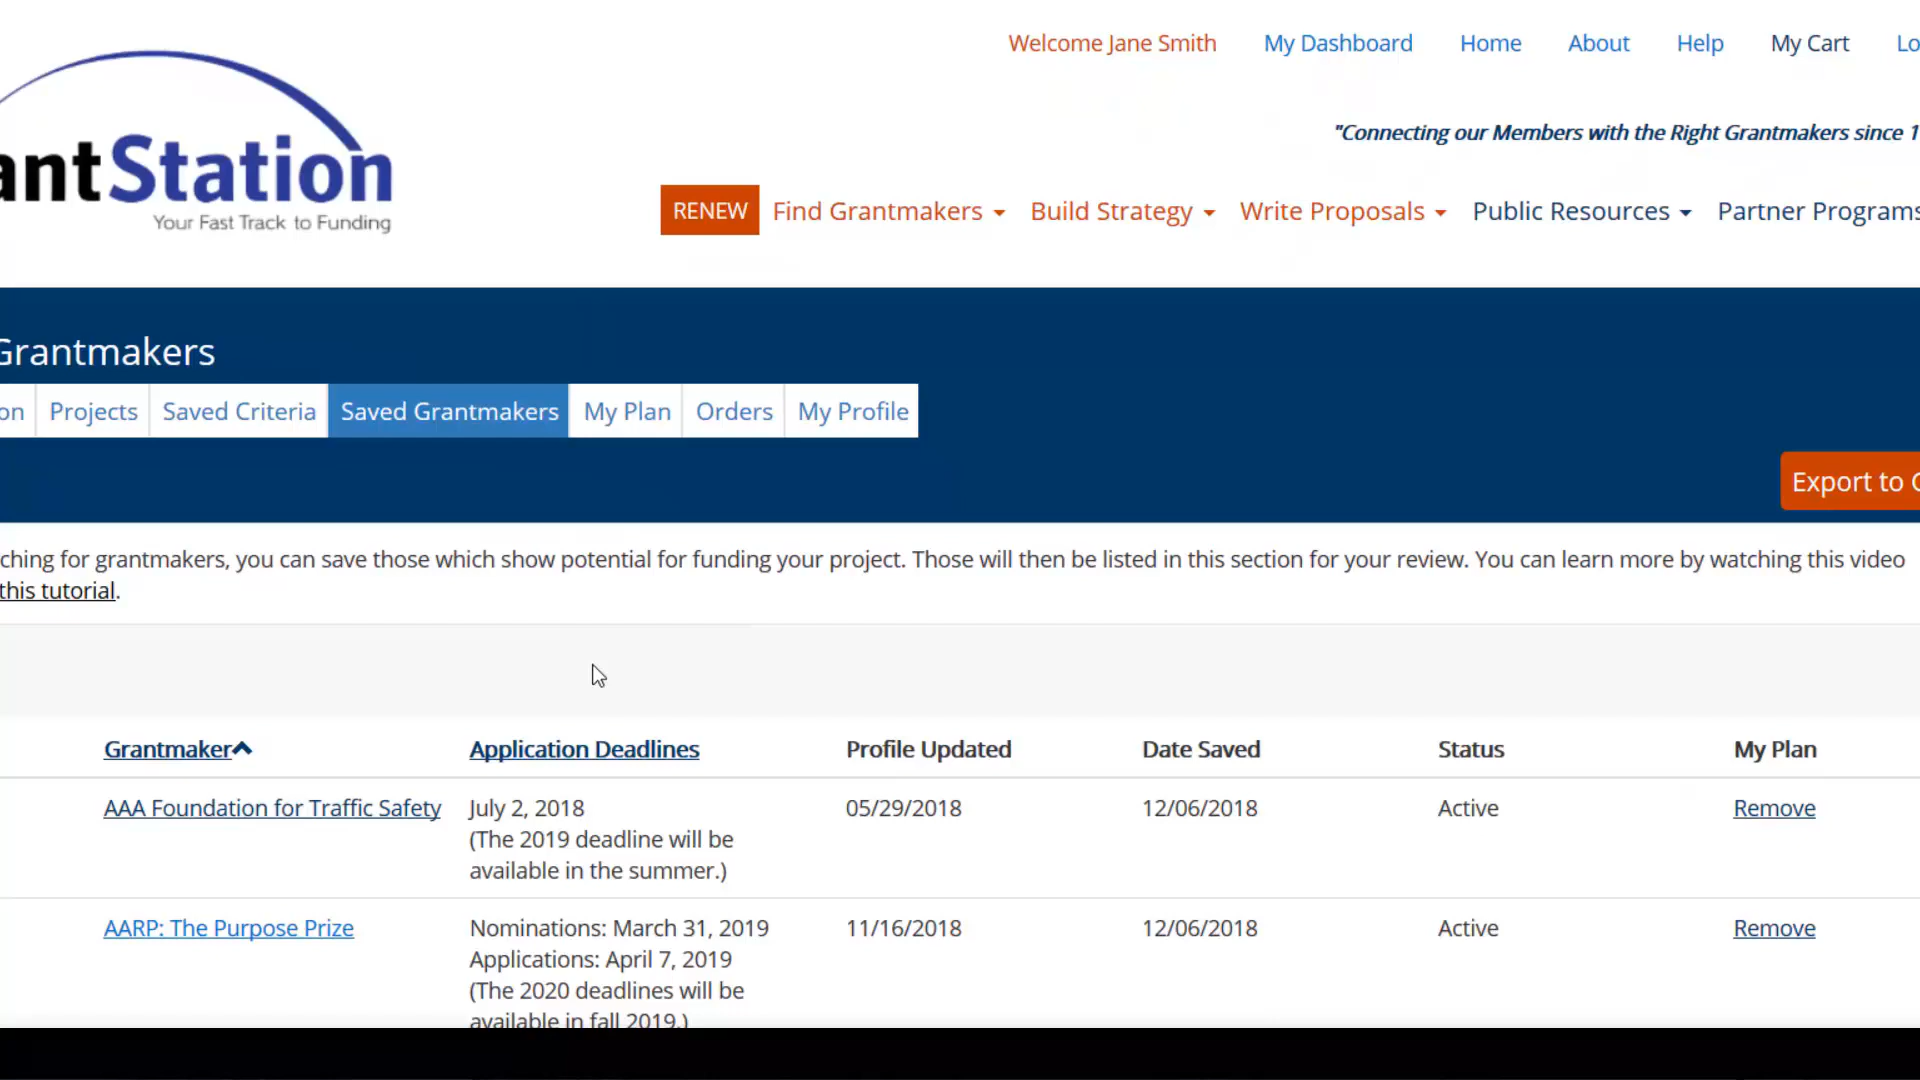 Welcome Jane Smith My Dashboard Home About Help My Cart Lo
antStation
Your Fast Track to Funding
"Connecting our Members with the Right Grantmakers since 1
RENEW Find Grantmakers Build Strategy Write Proposals Public Resources Partner Programs
Grantmakers
on Projects Saved Criteria Saved Grantmakers My Plan Orders My Profile
Export to
ching for grantmakers, you can save those which show potential for funding your project. Those will then be listed in this section for your review. You can learn more by watching this video
this tutorial.
Grantmaker Application Deadlines Profile Updated Date Saved Status My Plan
AAA Foundation for Traffic Safety July 2, 2018 05/29/2018 12/06/2018 Active Remove
(The 2019 deadline will be
available in the summer.)
AARP: The Purpose Prize Nominations: March 31, 2019 11/16/2018 12/06/2018 Active Remove
Applications: April 7, 2019
(The 2020 deadlines will be
available in fall 2019.)